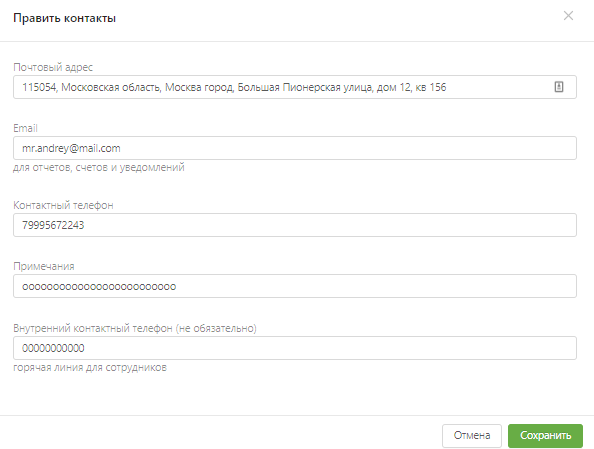 Править контакты
Почтовый адрес
115054, Московская область, Москва город, Большая Пионерская улица, дом 12, кв 156
Email
mr.andrey@mail.com
для отчетов, счетов и уведомлений
Контактный телефон
79995672243
Примечания
ооооооооооооооооооооооооо
Внутренний контактный телефон (не обязательно)
00000000000
горячая линия для сотрудников
Отмена
Сохранить